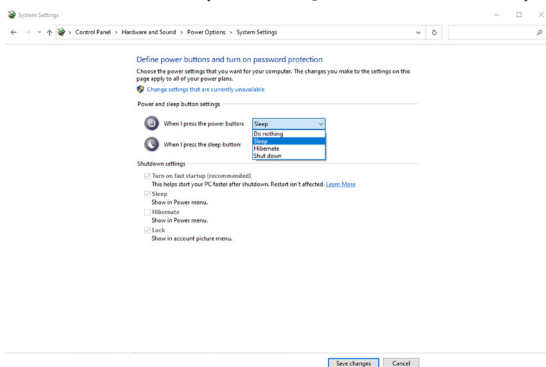 System Settings
Control Panel > Hardware and Sound > Power Options > System Settings
Define power buttons and turn on password protection
Choose the power settings that you want for your computer. The changes you make to the settings on this
page apply to all of your power plans.
Change settings that are currently unavailable
Power and sleep button settings
When I press the power button: Sleep
Do nothing
Sleep
When I press the sleep button: Hibernate
Shut down
Shutdown settings
Turn on fast startup (recommended)
This helps start your PC faster after shutdown. Restart isn't affected. Learn More
Sleep
Show in Power menu.
Hibernate
Show in Power menu.
Lock
Show in account picture menu.
Save changes Cancel